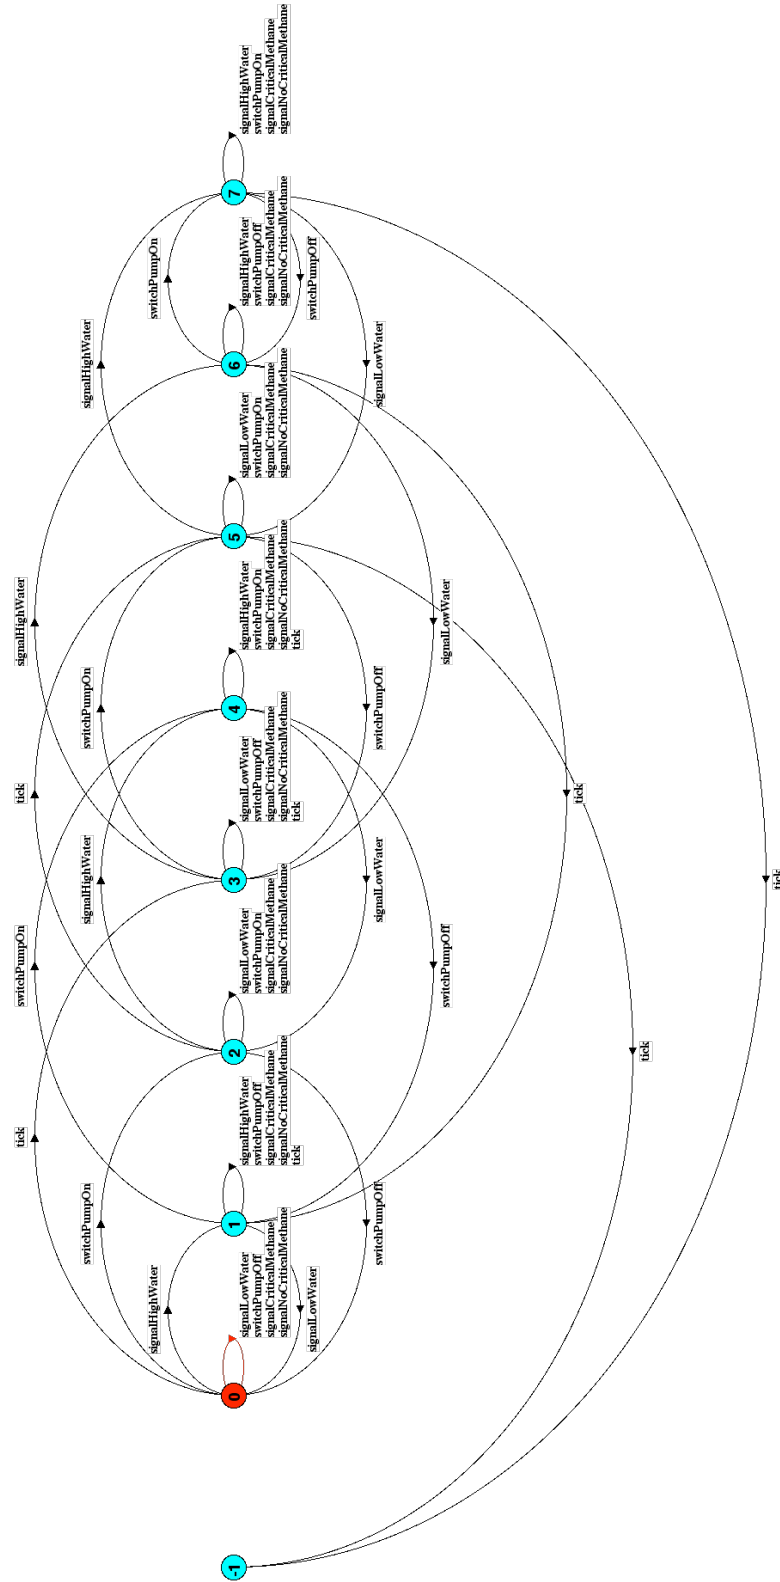 tick
switchPumpOn
tick
signalHighWater
switchPumpOn
signalHighWater
switchPumpOn
signalHighWater
signalHighWater
switchPumpOn
-1
0
1
2
3
4
5
6
7
signalLowWater
switchPumpOff
signalCriticalMethane
signalNoCriticalMethane
signalHighWater
switchPumpOff
signalCriticalMethane
signalNoCriticalMethane
tick
signalLowWater
switchPumpOn
signalCriticalMethane
signalNoCriticalMethane
signalLowWater
switchPumpOff
signalCriticalMethane
signalNoCriticalMethane
tick
signalHighWater
switchPumpOn
signalCriticalMethane
signalNoCriticalMethane
tick
signalLowWater
switchPumpOn
signalCriticalMethane
signalNoCriticalMethane
signalHighWater
switchPumpOff
signalCriticalMethane
signalNoCriticalMethane
signalHighWater
switchPumpOn
signalCriticalMethane
signalNoCriticalMethane
signalLowWater
switchPumpOff
switchPumpOff
signalLowWater
switchPumpOff
signalLowWater
switchPumpOff
signalLowWater
tick
tick
tick